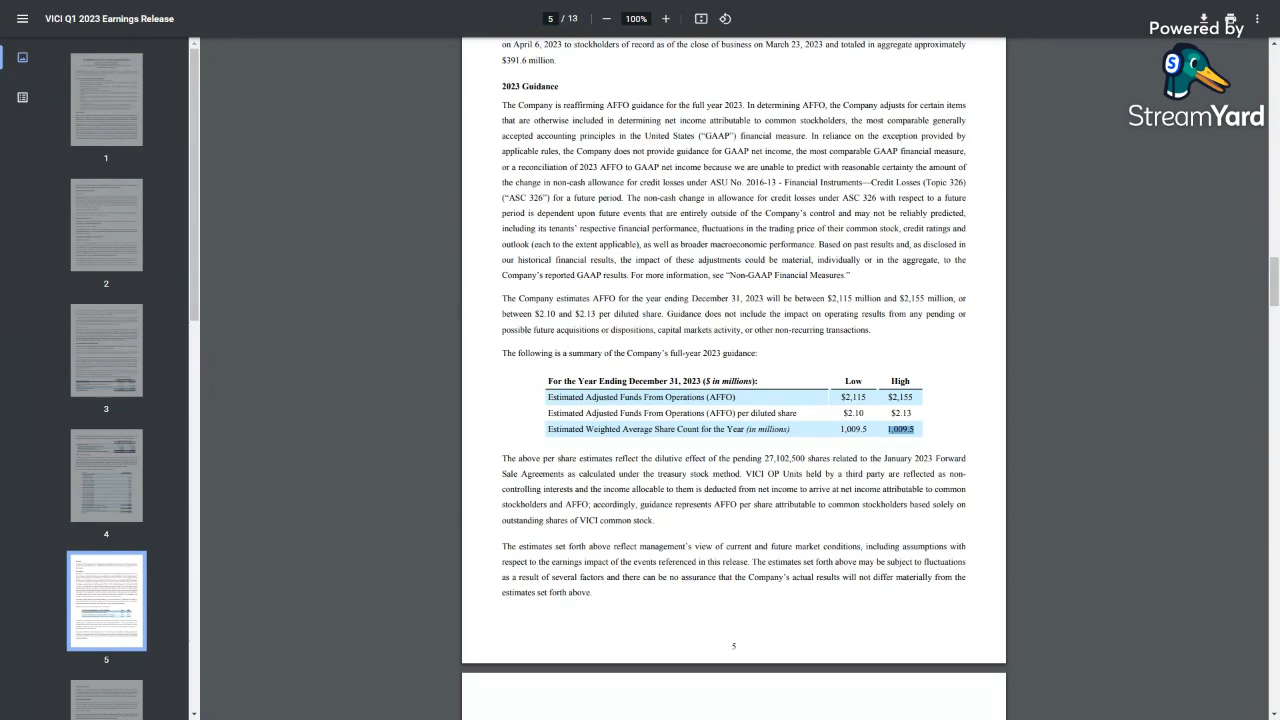 VICI Q1 2023 Earnings Release
5 / 13
100%
Powered by
StreamYard
1
2
3
4
5
on April 6, 2023 to stockholders of record as of the close of business on March 23, 2023 and totaled in aggregate approximately
$391.6 million.
2023 Guidance
The Company is reaffirming AFFO guidance for the full year 2023. In determining AFFO, the Company adjusts for certain items
that are otherwise included in determining net income attributable to common stockholders, the most comparable generally
accepted accounting principles in the United States (“GAAP”) financial measure. In reliance on the exception provided by
applicable rules, the Company does not provide guidance for GAAP net income, the most comparable GAAP financial measure,
or a reconciliation of 2023 AFFO to GAAP net income because we are unable to predict with reasonable certainty the amount of
the change in non-cash allowance for credit losses under ASU No. 2016-13 - Financial Instruments—Credit Losses (Topic 326)
(“ASC 326”) for a future period. The non-cash change in allowance for credit losses under ASC 326 with respect to a future
period is dependent upon future events that are entirely outside of the Company’s control and may not be reliably predicted,
including its tenants’ respective financial performance, fluctuations in the trading price of their common stock, credit ratings and
outlook (each to the extent applicable), as well as broader macroeconomic performance. Based on past results and, as disclosed in
our historical financial results, the impact of these adjustments could be material, individually or in the aggregate, to the
Company’s reported GAAP results. For more information, see “Non-GAAP Financial Measures.”
The Company estimates AFFO for the year ending December 31, 2023 will be between $2,115 million and $2,155 million, or
between $2.10 and $2.13 per diluted share. Guidance does not include the impact on operating results from any pending or
possible future acquisitions or dispositions, capital markets activity, or other non-recurring transactions.
The following is a summary of the Company’s full-year 2023 guidance:
For the Year Ending December 31, 2023 ($ in millions): Low High
Estimated Adjusted Funds From Operations (AFFO) $2,115 $2,155
Estimated Adjusted Funds From Operations (AFFO) per diluted share $2.10 $2.13
Estimated Weighted Average Share Count for the Year (in millions) 1,009.5 1,009.5
The above per share estimates reflect the dilutive effect of the pending 27,102,500 shares related to the January 2023 Forward
Sale Agreements as calculated under the treasury stock method. VICI OP Units held by a third party are reflected as non-
controlling interests and the income allocable to them is deducted from net income to arrive at net income attributable to common
stockholders and AFFO; accordingly, guidance represents AFFO per share attributable to common stockholders based solely on
outstanding shares of VICI common stock.
The estimates set forth above reflect management’s view of current and future market conditions, including assumptions with
respect to the earnings impact of the events referenced in this release. The estimates set forth above may be subject to fluctuations
result of several factors and there can be no assurance that the Company’s actual results will not differ materially from the
estimates set forth above.
5